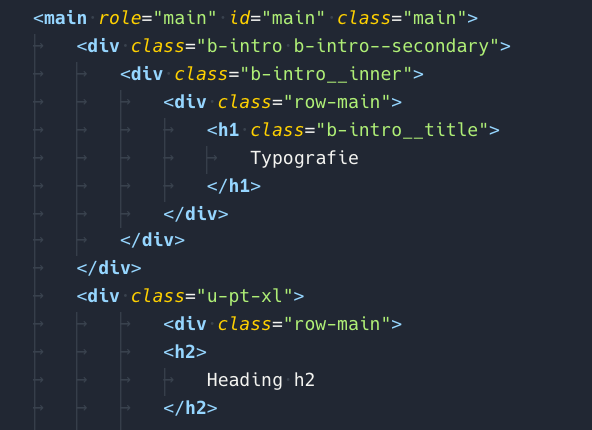 <main role="main" id="main" class="main">
<div class="b-intro b-intro--secondary">
<div class="b-intro__inner">
<div class="row-main">
<h1 class="b-intro__title">
Typografie
</h1>
</div>
</div>
</div>
<div class="u-pt-xl">
<div class="row-main">
<h2>
Heading h2
</h2>